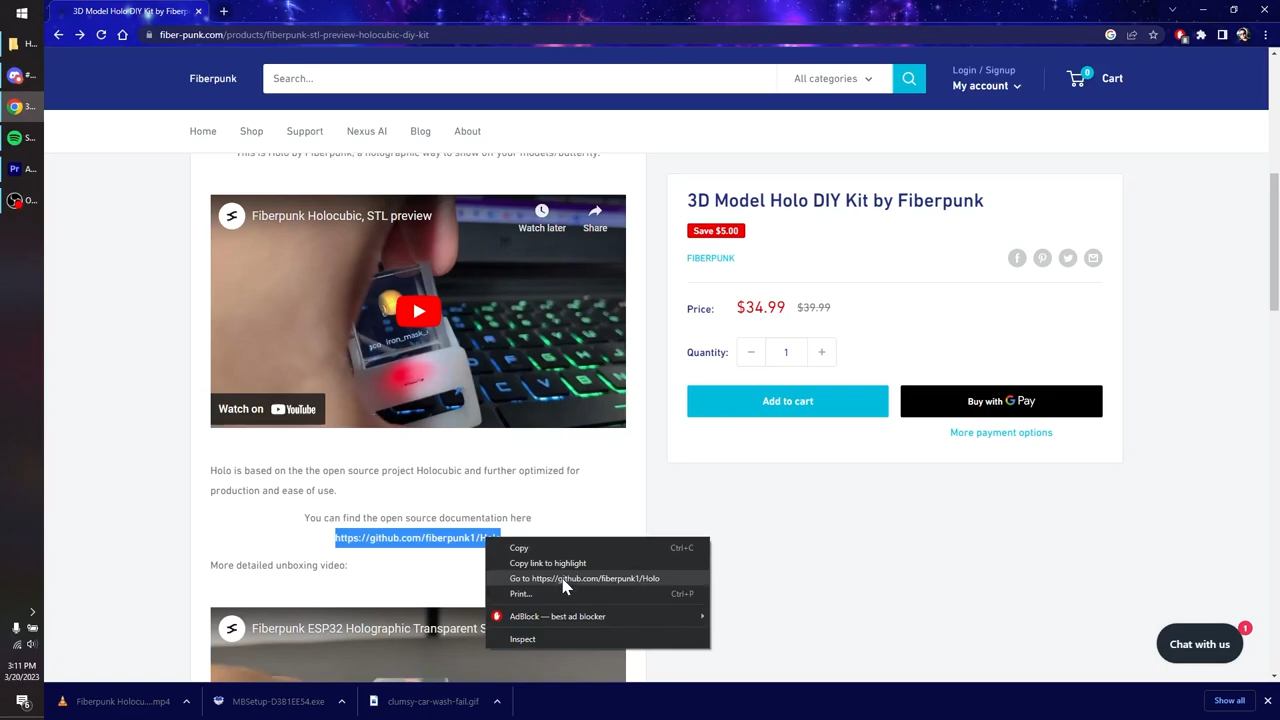 3D Model Holo DIY Kit by Fiberpunk
fiber-punk.com/products/fiberpunk-stl-preview-holocubic-diy-kit
Fiberpunk
Search...
All categories
Login / Signup
My account
0
Cart
Home
Shop
Support
Nexus AI
Blog
About
This is Holo by Fiberpunk, a holographic way to show off your models/butterfly.
Fiberpunk Holocubic, STL preview
Watch later
Share
iron_mask_
Watch on YouTube
Holo is based on the the open source project Holocubic and further optimized for
production and ease of use.
You can find the open source documentation here
https://github.com/fiberpunk1/Holo
More detailed unboxing video:
Fiberpunk ESP32 Holographic Transparent S
3D Model Holo DIY Kit by Fiberpunk
Save $5.00
FIBERPUNK
Price:
$34.99
$39.99
Quantity:
1
Add to cart
Buy with G Pay
More payment options
Copy
Ctrl+C
Copy link to highlight
Go to https://github.com/fiberpunk1/Holo
Print...
Ctrl+P
AdBlock — best ad blocker
Inspect
Chat with us
1
S...
S...
Pr
A...
O...
3:11 PM
Fiberpunk Holocu....mp4
MBSetup-D3B1EE54.exe
clumsy-car-wash-fail.gif
Show all